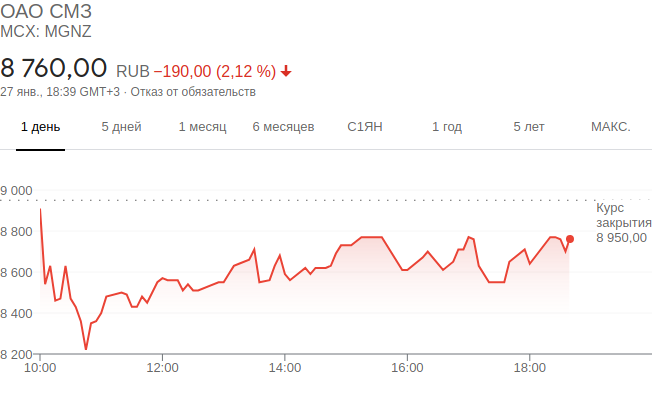 ОАО СМЗ
MCX: MGNZ
8 760,00 RUB −190,00 (2,12 %)
27 янв., 18:39 GMT+3 · Отказ от обязательств
1 день 5 дней 1 месяц 6 месяцев С1ЯН 1 год 5 лет МАКС.
9 000
Курс
закрытия
8 950,00
8 800
8 600
8 400
8 200
10:00 12:00 14:00 16:00 18:00